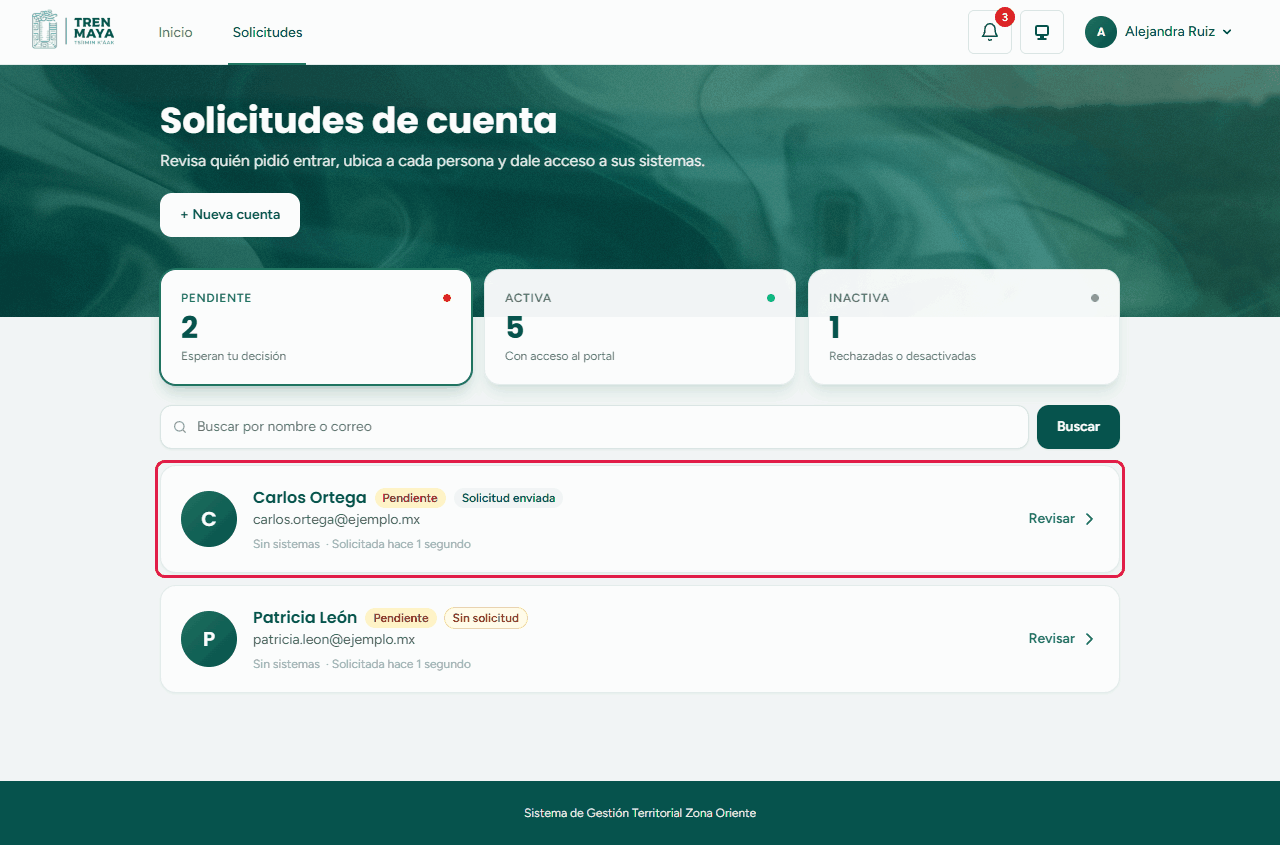 TREN
MAYA
TSÍIMIN K'ÁAK
Inicio
Solicitudes
3
A
Alejandra Ruiz
Solicitudes de cuenta
Revisa quién pidió entrar, ubica a cada persona y dale acceso a sus sistemas.
+ Nueva cuenta
PENDIENTE
2
Esperan tu decisión
ACTIVA
5
Con acceso al portal
INACTIVA
1
Rechazadas o desactivadas
Buscar por nombre o correo
Buscar
C
Carlos Ortega Pendiente Solicitud enviada
carlos.ortega@ejemplo.mx
Sin sistemas · Solicitada hace 1 segundo
Revisar
P
Patricia León Pendiente Sin solicitud
patricia.leon@ejemplo.mx
Sin sistemas · Solicitada hace 1 segundo
Revisar
Sistema de Gestión Territorial Zona Oriente